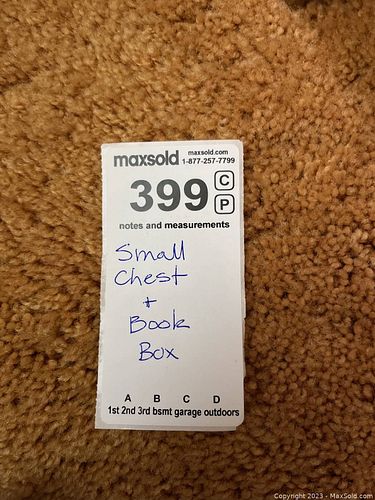 maxsold maxsold.com
1-877-257-7799
399 C
P
notes and measurements
Small
Chest
+
Book
Box
A B C D
1st 2nd 3rd bsmt garage outdoors
Copyright 2023 - MaxSold.com